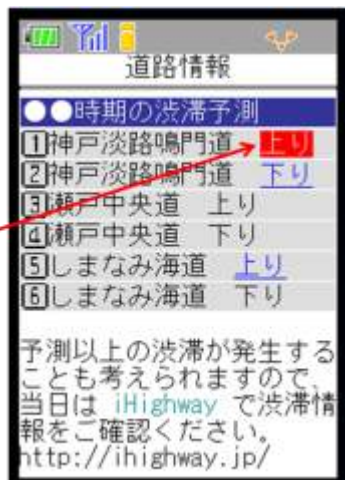 道路情報
●●時期の渋滞予測
1神戸淡路鳴門道 上り
2神戸淡路鳴門道 下り
3瀬戸中央道 上り
4瀬戸中央道 下り
5しまなみ海道 上り
6しまなみ海道 下り
予測以上の渋滞が発生する
ことも考えられますので、
当日は iHighway で渋滞情
報をご確認ください。
http://ihighway.jp/